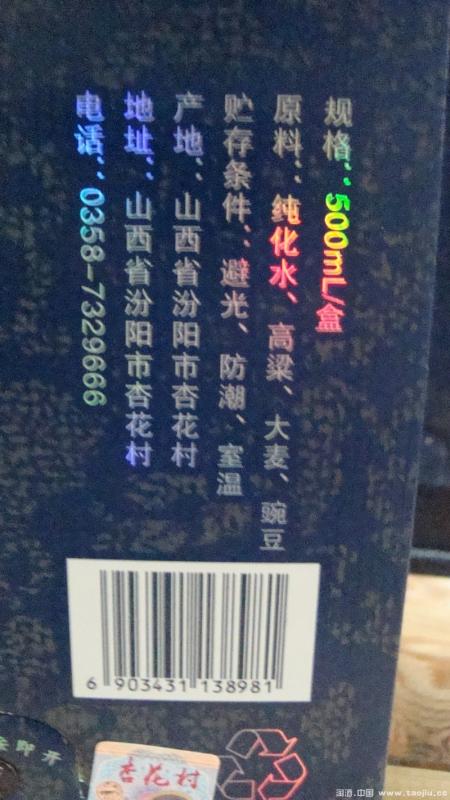 规格：500mL/盒
原料：纯化水、高粱、大麦、豌豆
贮存条件：避光、防潮、室温
产地：山西省汾阳市杏花村
地址：山西省汾阳市杏花村
电话：0358-7329666
6 903431 138981
即开
杏花村
淘酒.中国 www.taojiu.cc